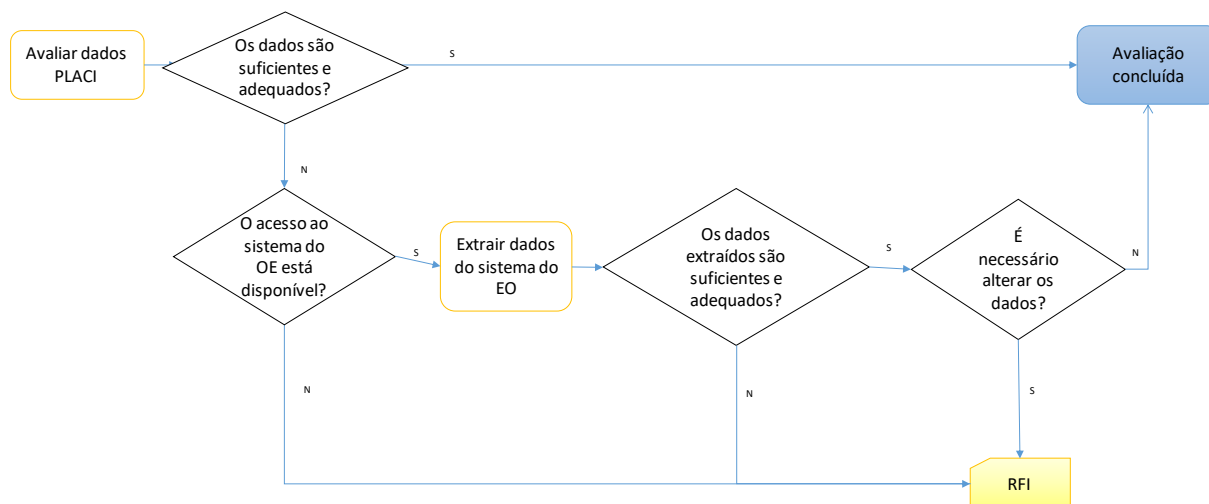 Avaliar dados
PLACI
Os dados são
suficientes e
adequados?
S
Avaliação
concluída
N
O acesso ao
sistema do
OE está
disponível?
S
Extrair dados
do sistema do
EO
Os dados
extraídos são
suficientes e
adequados?
S
É
necessário
alterar os
dados?
N
N
N
S
RFI